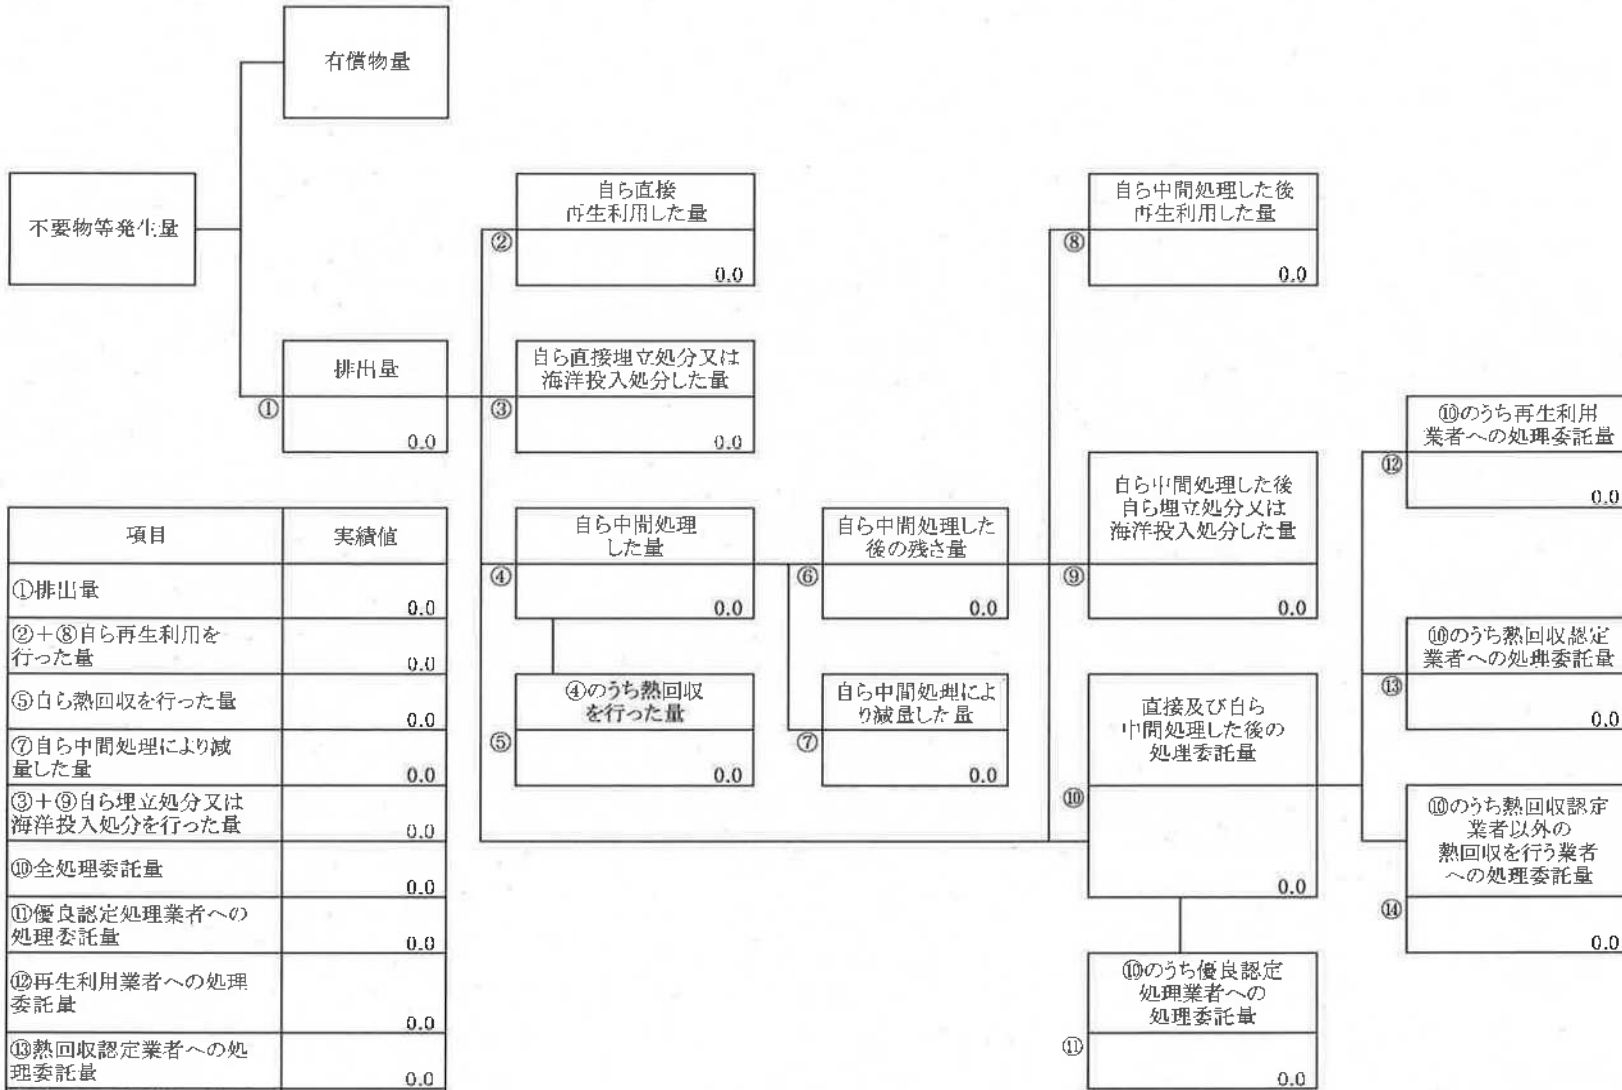 有償物量
不要物等発生量
自ら直接
再生利用した量
②
0.0
自ら中間処理した後
再生利用した量
⑧
0.0
排出量
①
0.0
自ら直接埋立処分又は
海洋投入処分した量
③
0.0
⑩のうち再生利用
業者への処理委託量
⑫
0.0
自ら中間処理した後
自ら埋立処分又は
海洋投入処分した量
⑨
0.0
自ら中間処理
した量
④
0.0
自ら中間処理した
後の残さ量
⑥
0.0
⑩のうち熱回収認定
業者への処理委託量
⑬
0.0
④のうち熱回収
を行った量
⑤
0.0
自ら中間処理によ
り減量した量
⑦
0.0
直接及び自ら
中間処理した後の
処理委託量
⑩
0.0
⑩のうち熱回収認定
業者以外の
熱回収を行う業者
への処理委託量
⑭
0.0
⑩のうち優良認定
処理業者への
処理委託量
⑪
0.0
項目 実績値
①排出量
0.0
②+⑧自ら再生利用を
行った量
0.0
⑤自ら熱回収を行った量
0.0
⑦自ら中間処理により減
量した量
0.0
③+⑨自ら埋立処分又は
海洋投入処分を行った量
0.0
⑩全処理委託量
0.0
⑪優良認定処理業者への
処理委託量
0.0
⑫再生利用業者への処理
委託量
0.0
⑬熱回収認定業者への処
理委託量
0.0